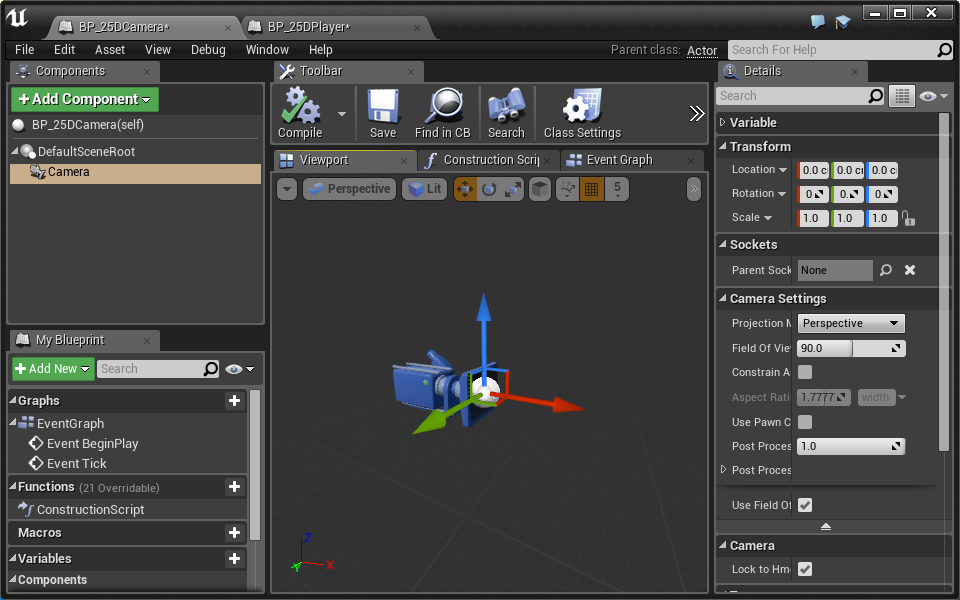 BP_25DCamera*
BP_25DPlayer*
File Edit Asset View Debug Window Help
Parent class: Actor
Search For Help
Components
+ Add Component
BP_25DCamera(self)
DefaultSceneRoot
Camera
My Blueprint
+ Add New
Search
Graphs
EventGraph
Event BeginPlay
Event Tick
Functions (21 Overridable)
ConstructionScript
Macros
Variables
Components
Toolbar
Compile
Save
Find in CB
Search
Class Settings
Viewport
Construction Scrip
Event Graph
Perspective
Lit
5
Z
X
Y
Details
Search
Variable
Transform
Location 0.0 c 0.0 c 0.0 c
Rotation 0 0 0
Scale 1.0 1.0 1.0
Sockets
Parent Sock None
Camera Settings
Projection M Perspective
Field Of Vie 90.0
Constrain A
Aspect Rati 1.7777 width
Use Pawn C
Post Proces 1.0
Post Proces
Use Field Of
Camera
Lock to Hm